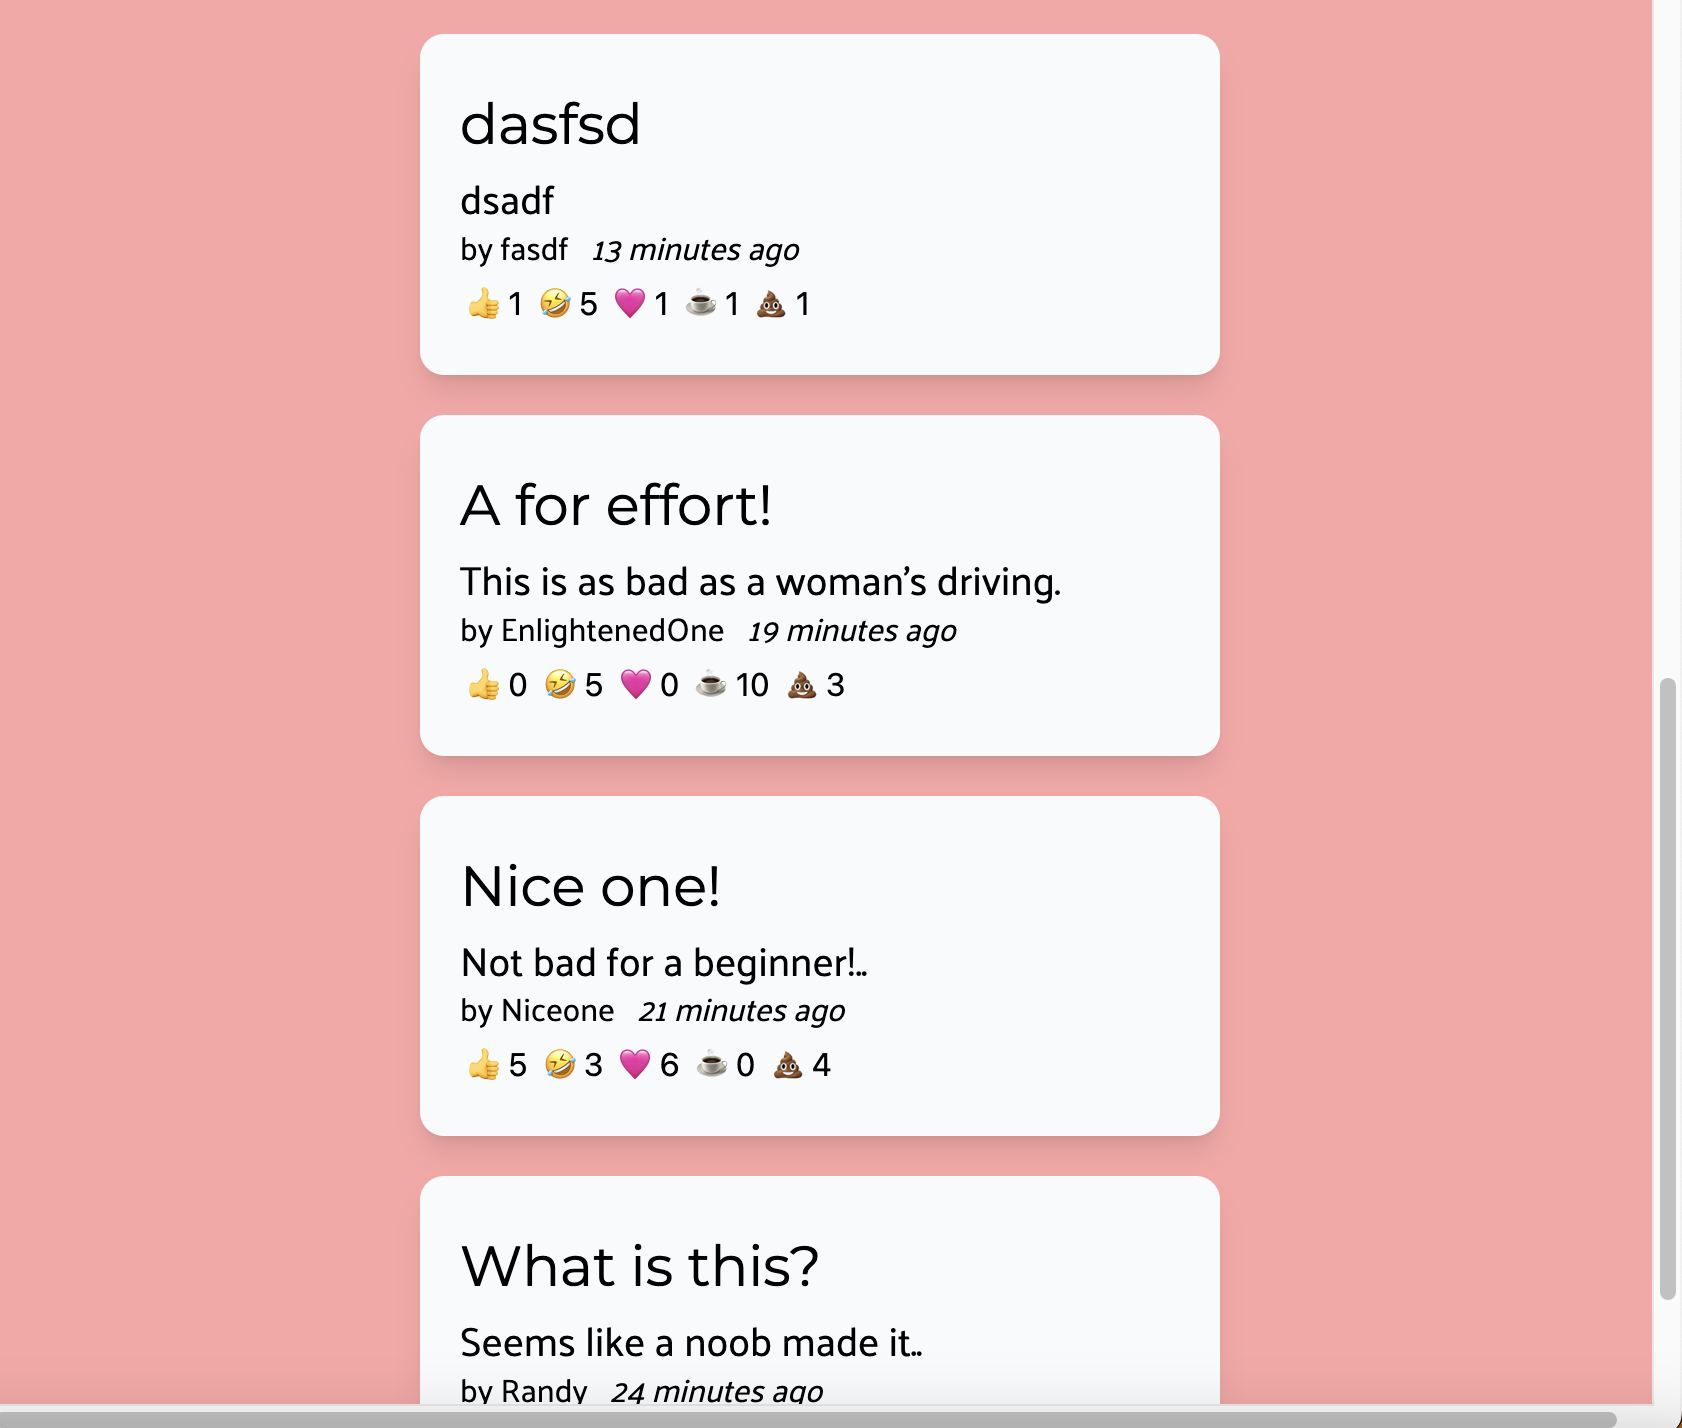 dasfsd
dsadf
by fasdf 13 minutes ago
👍 1 🤣 5 💗 1 ☕ 1 💩 1
A for effort!
This is as bad as a woman's driving.
by EnlightenedOne 19 minutes ago
👍 0 🤣 5 💗 0 ☕ 10 💩 3
Nice one!
Not bad for a beginner!..
by Niceone 21 minutes ago
👍 5 🤣 3 💗 6 ☕ 0 💩 4
What is this?
Seems like a noob made it..
by Randy 24 minutes ago